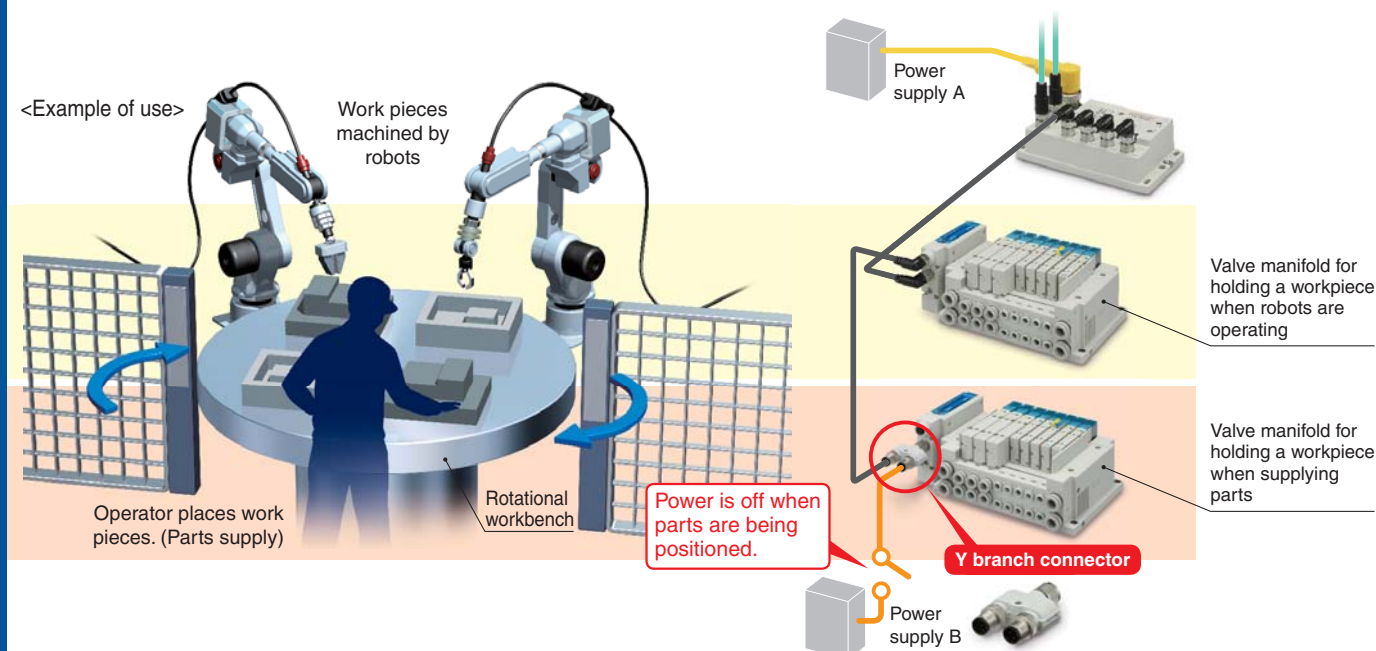 <Example of use>
Work pieces
machined by
robots
Operator places work
pieces. (Parts supply)
Rotational
workbench
Power
supply A
Valve manifold for
holding a workpiece
when robots are
operating
Valve manifold for
holding a workpiece
when supplying
parts
Power is off when
parts are being
positioned.
Y branch connector
Power
supply B